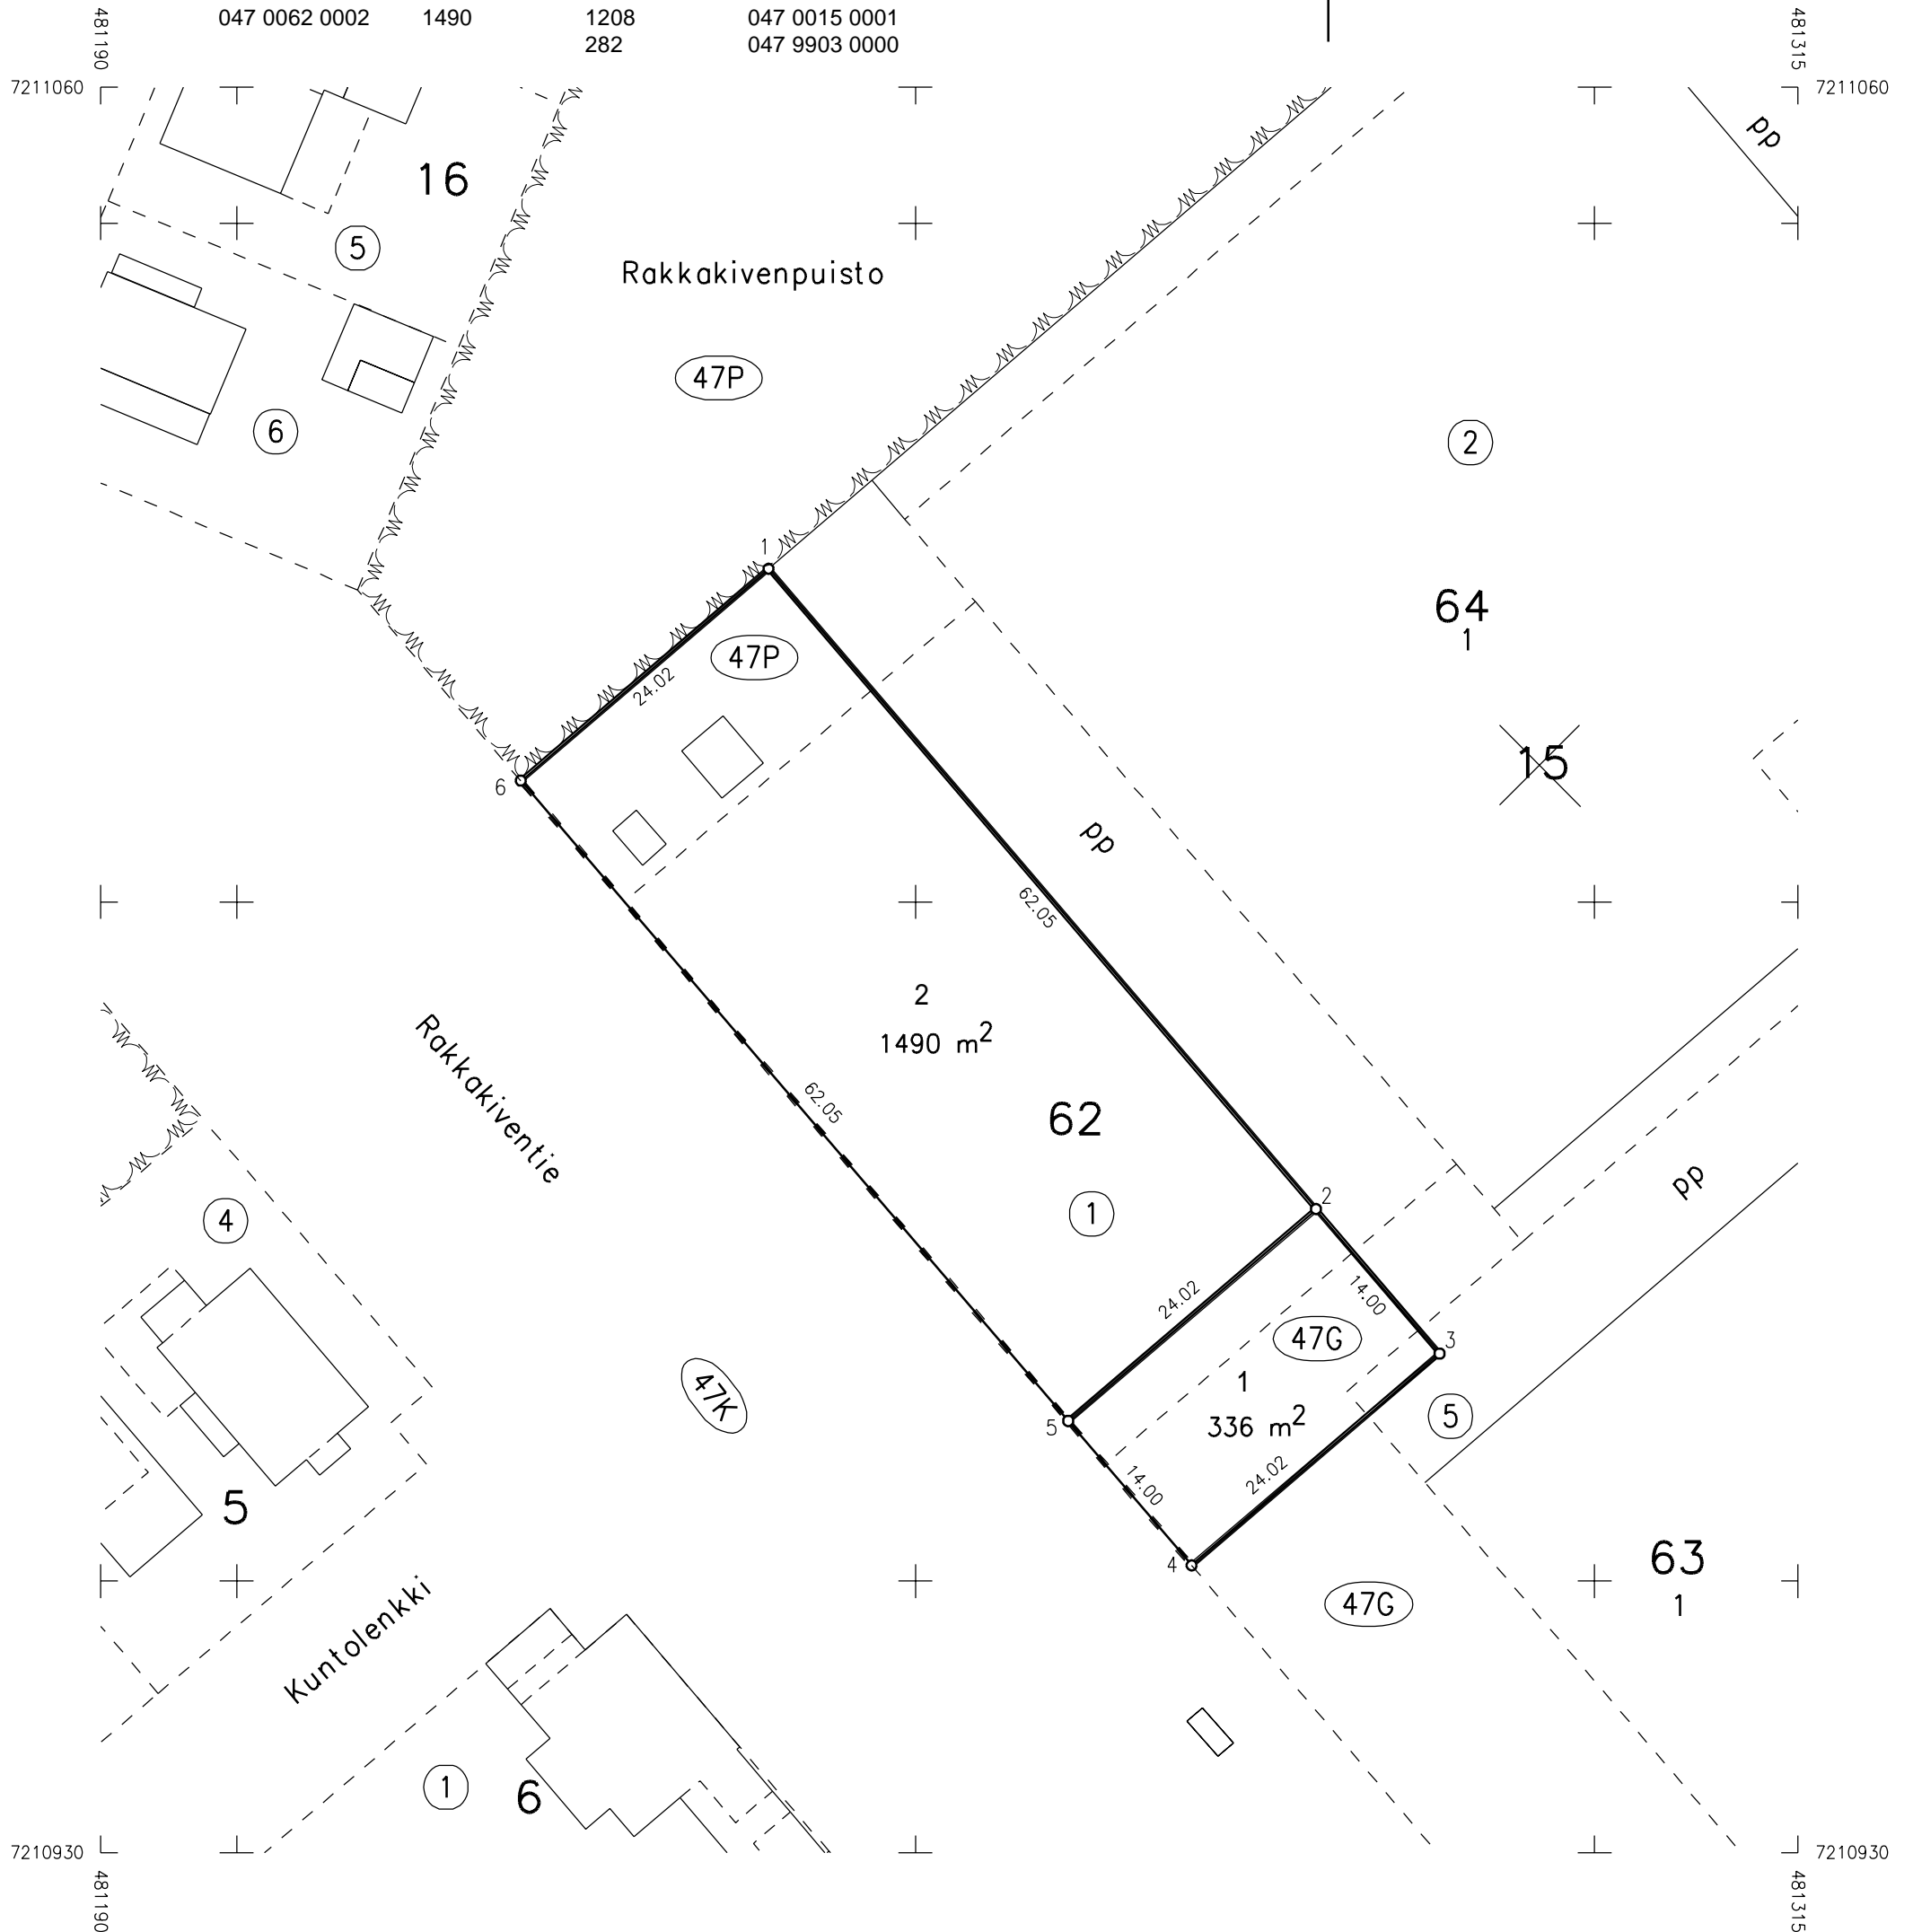 047 0062 0002 1490 1208 047 0015 0001
282 047 9903 0000
481190
481315
7211060
7211060
pp
16
5
Rakkakivenpuisto
47P
6
2
1
64
1
47P
24.02
15
6
pp
62.05
2
1490 m²
Rakkakiventie
62.05
62
pp
4
1
2
24.02
14.00
47G
3
1
47K
5
336 m²
5
24.02
14.00
5
4
63
1
47G
Kuntolenkki
1
6
7210930
7210930
481190
481315